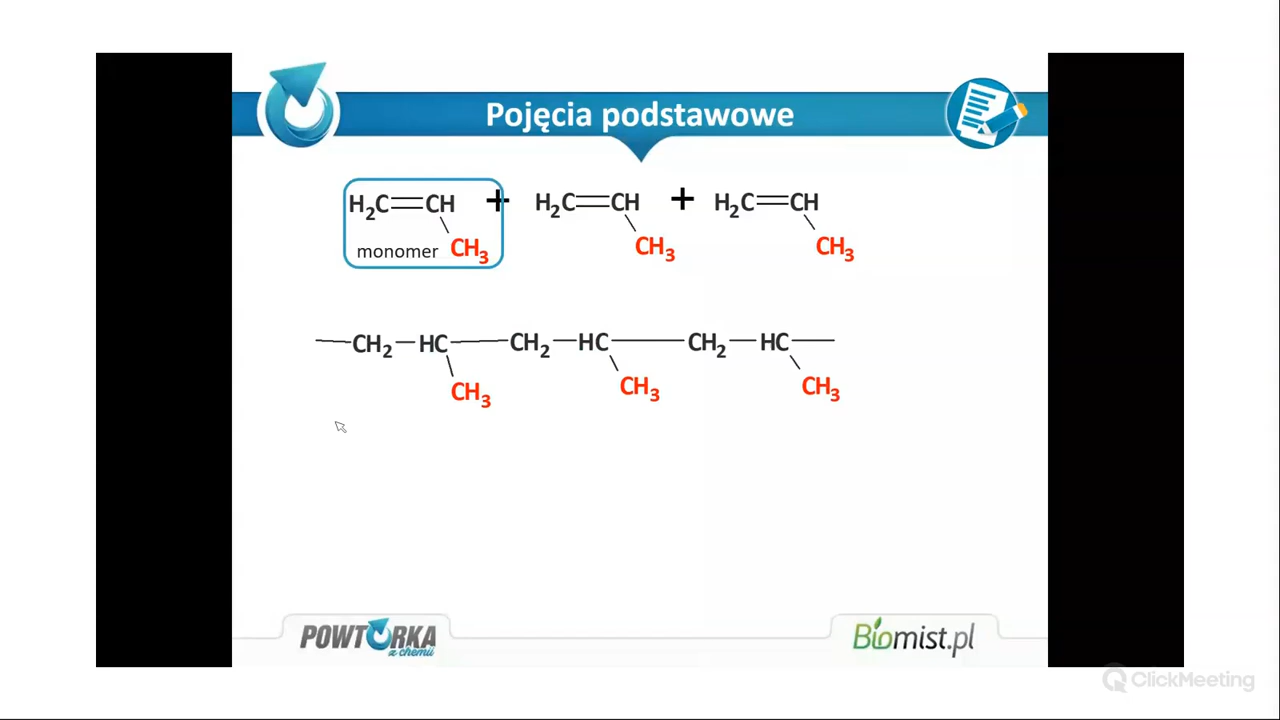 Pojęcia podstawowe
H₂C=CH + H₂C=CH + H₂C=CH
monomer CH₃ CH₃ CH₃
—CH₂—HC—CH₂—HC—CH₂—HC—
CH₃ CH₃ CH₃
POWTÓRKA z chemii
Biomist.pl
ClickMeeting